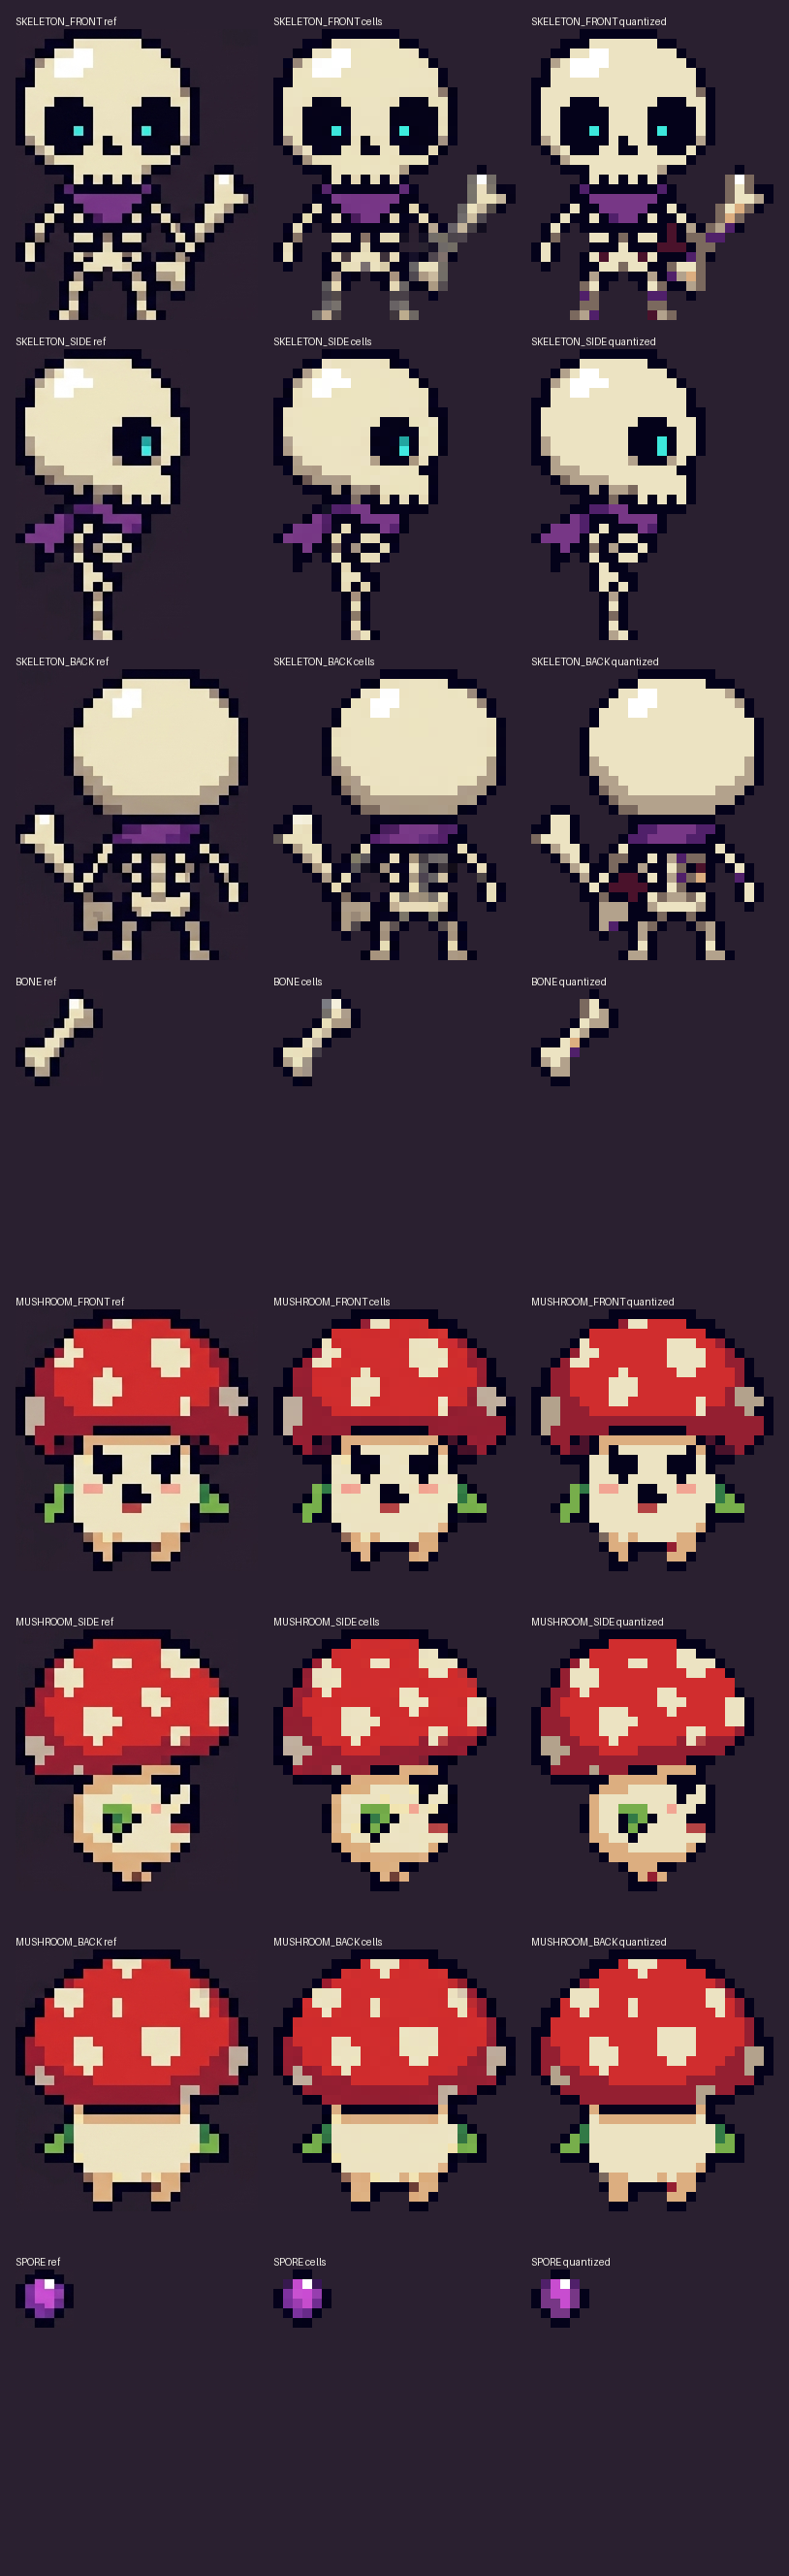 SKELETON_FRONT ref SKELETON_FRONT cells SKELETON_FRONT quantized
SKELETON_SIDE ref SKELETON_SIDE cells SKELETON_SIDE quantized
SKELETON_BACK ref SKELETON_BACK cells SKELETON_BACK quantized
BONE ref BONE cells BONE quantized
MUSHROOM_FRONT ref MUSHROOM_FRONT cells MUSHROOM_FRONT quantized
MUSHROOM_SIDE ref MUSHROOM_SIDE cells MUSHROOM_SIDE quantized
MUSHROOM_BACK ref MUSHROOM_BACK cells MUSHROOM_BACK quantized
SPORE ref SPORE cells SPORE quantized